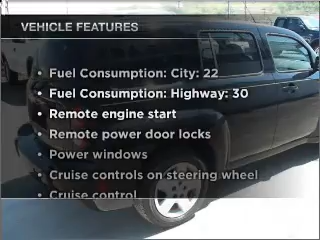 VEHICLE FEATURES
• Fuel Consumption: City: 22
• Fuel Consumption: Highway: 30
• Remote engine start
• Remote power door locks
• Power windows
• Cruise controls on steering wheel
• Cruise control